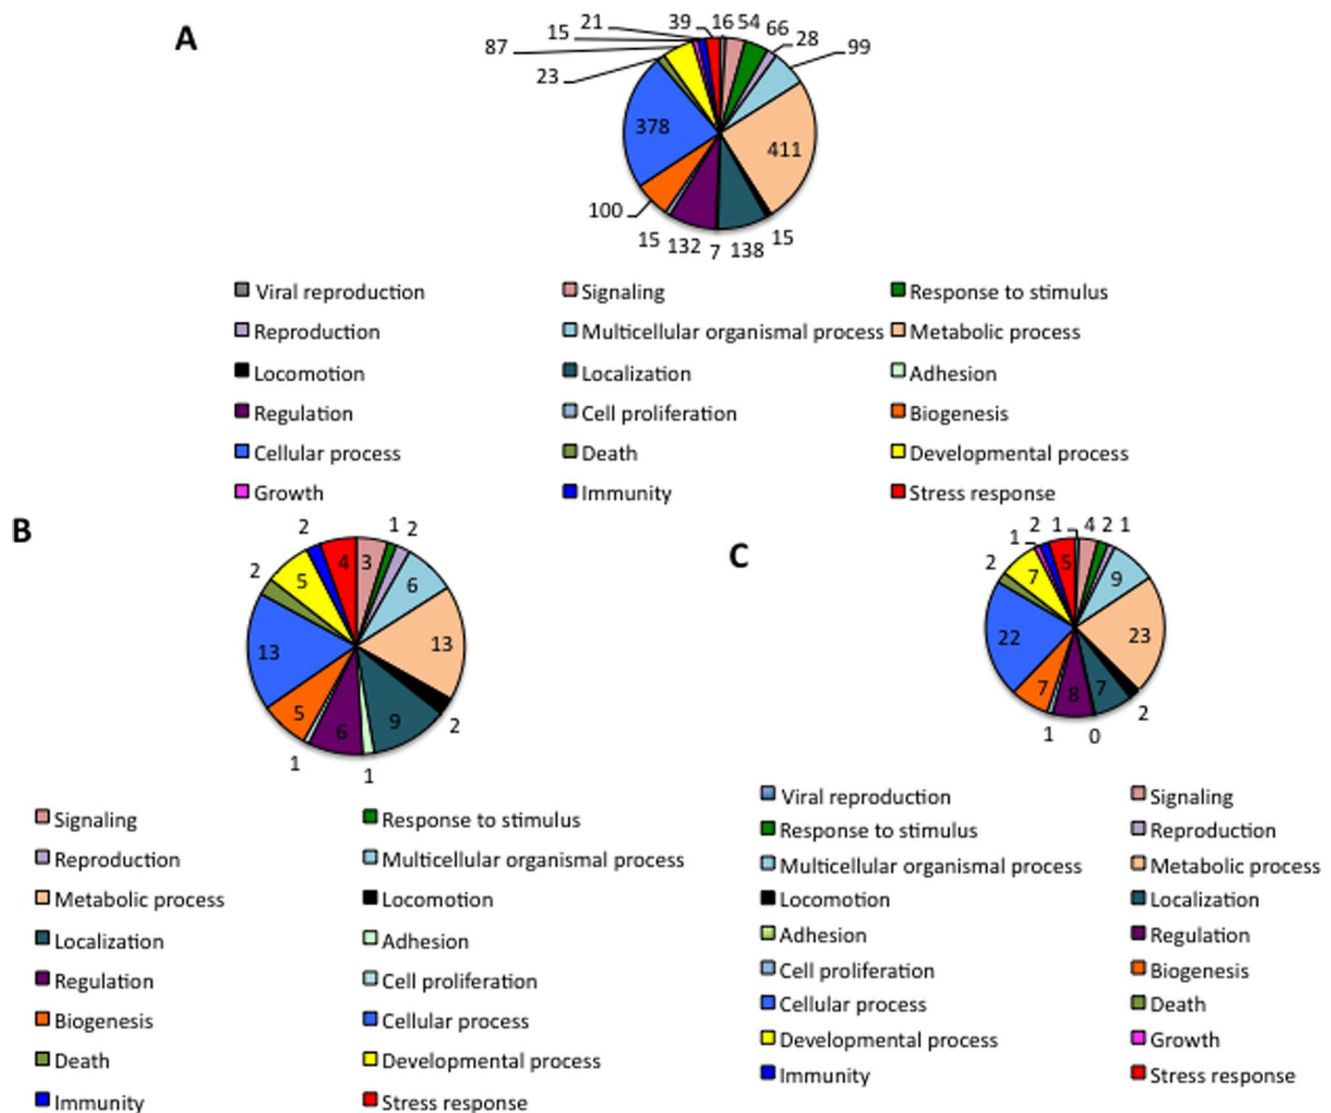 A
21 39 16 54 66
15 28
87 99
23
378
411
100
15 132 7 138 15
Viral reproduction Signaling Response to stimulus
Reproduction Multicellular organismal process Metabolic process
Locomotion Localization Adhesion
Regulation Cell proliferation Biogenesis
Cellular process Death Developmental process
Growth Immunity Stress response
B
2 1 2
2 5 4 3 6
13 13
5 6 9 2
1 1
Signaling Response to stimulus
Reproduction Multicellular organismal process
Metabolic process Locomotion
Localization Adhesion
Regulation Cell proliferation
Biogenesis Cellular process
Death Developmental process
Immunity Stress response
C
1 2 1 4 2 1
2 7 5 9
22 23
7 8 7 2
1 0
Viral reproduction Signaling
Response to stimulus Reproduction
Multicellular organismal process Metabolic process
Locomotion Localization
Adhesion Regulation
Cell proliferation Biogenesis
Cellular process Death
Developmental process Growth
Immunity Stress response